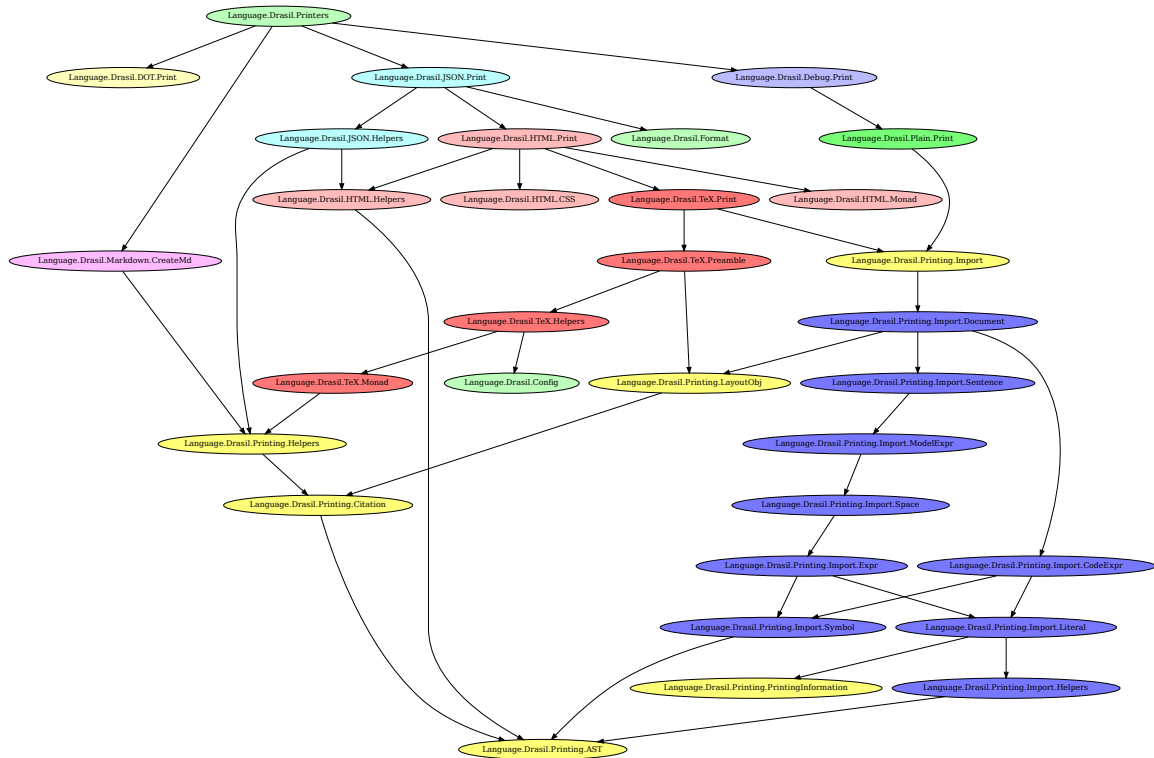 Language.Drasil.Printers
Language.Drasil.DOT.Print
Language.Drasil.JSON.Print
Language.Drasil.Debug.Print
Language.Drasil.JSON.Helpers
Language.Drasil.HTML.Print
Language.Drasil.Format
Language.Drasil.Plain.Print
Language.Drasil.HTML.Helpers
Language.Drasil.HTML.CSS
Language.Drasil.TeX.Print
Language.Drasil.HTML.Monad
Language.Drasil.Markdown.CreateMd
Language.Drasil.TeX.Preamble
Language.Drasil.Printing.Import
Language.Drasil.TeX.Helpers
Language.Drasil.Printing.Import.Document
Language.Drasil.TeX.Monad
Language.Drasil.Config
Language.Drasil.Printing.LayoutObj
Language.Drasil.Printing.Import.Sentence
Language.Drasil.Printing.Helpers
Language.Drasil.Printing.Import.ModelExpr
Language.Drasil.Printing.Citation
Language.Drasil.Printing.Import.Space
Language.Drasil.Printing.Import.Expr
Language.Drasil.Printing.Import.CodeExpr
Language.Drasil.Printing.Import.Symbol
Language.Drasil.Printing.Import.Literal
Language.Drasil.Printing.PrintingInformation
Language.Drasil.Printing.Import.Helpers
Language.Drasil.Printing.AST